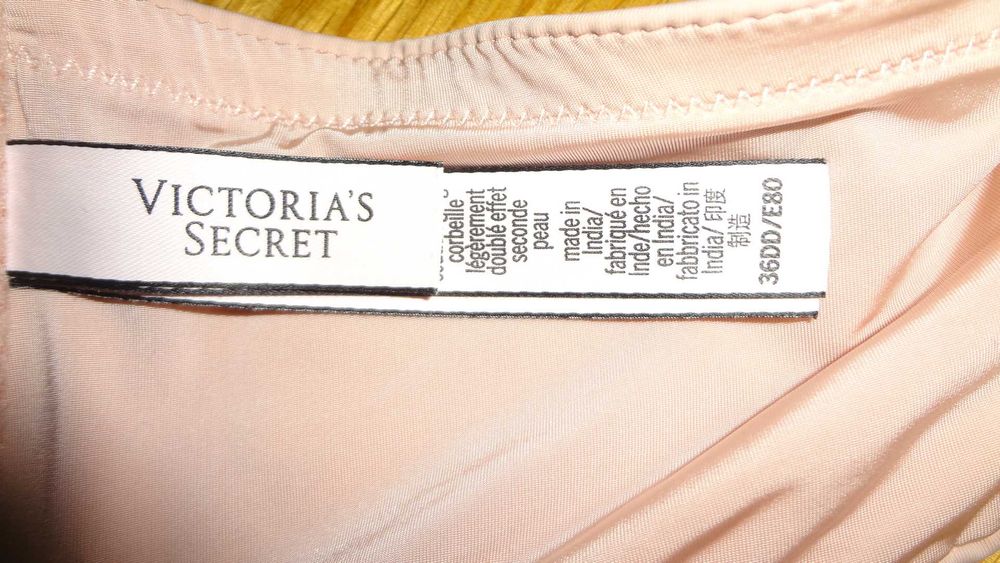 VICTORIA'S
SECRET
corbeille
légèrement
doublé effet
seconde
peau
made in
India/
fabriqué en
Inde/hecho
en India/
fabbricato in
India/ 印度
制造
36DD/E80